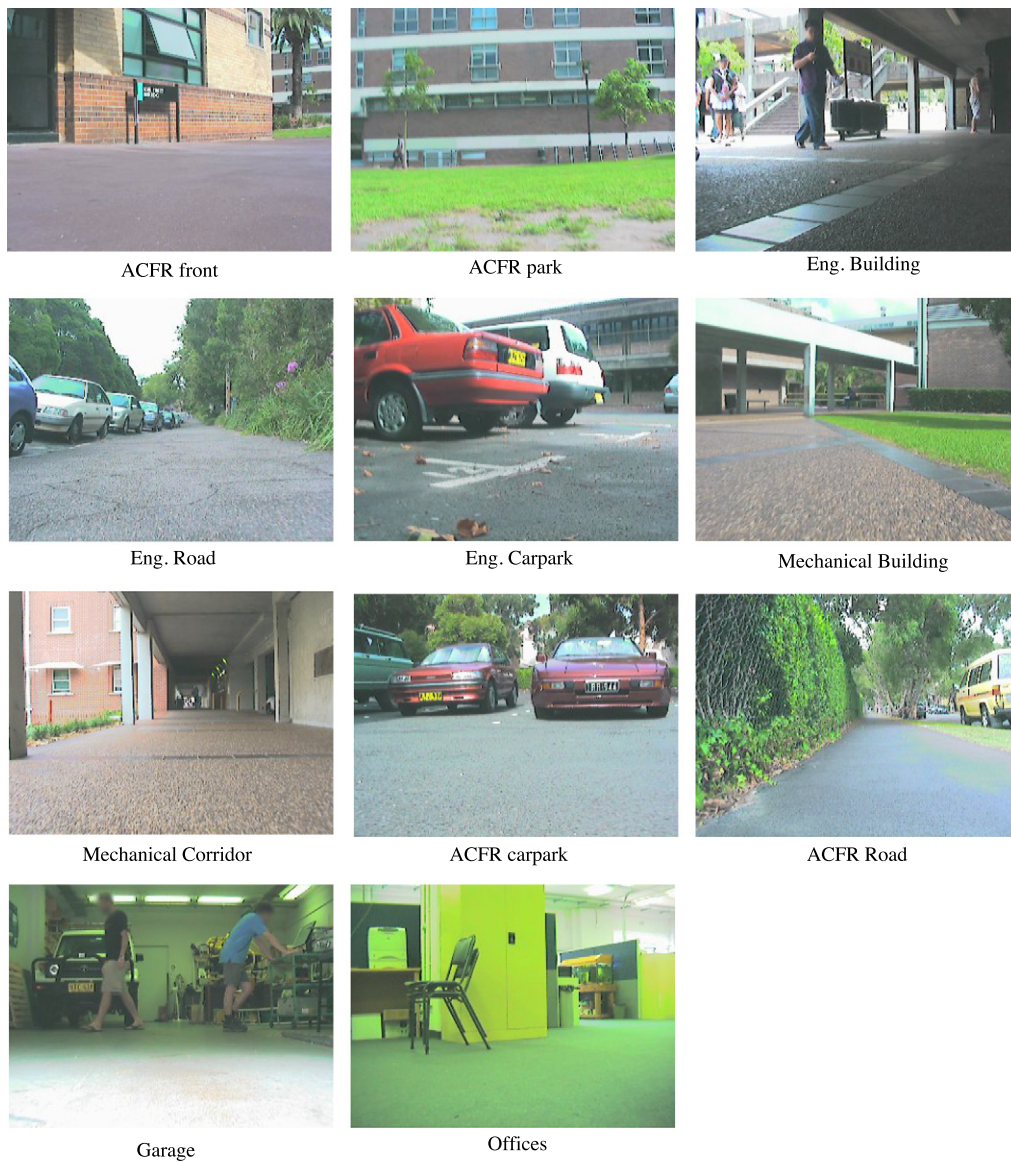 ACFR front
ACFR park
Eng. Building
Eng. Road
Eng. Carpark
Mechanical Building
Mechanical Corridor
ACFR carpark
ACFR Road
Garage
Offices